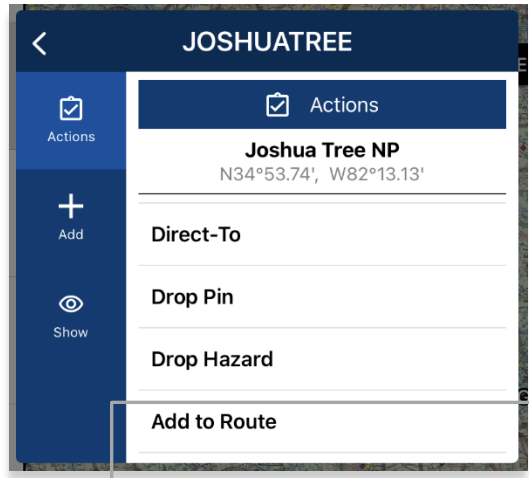 JOSHUATREE
Actions
Add
Show
Actions
Joshua Tree NP
N34°53.74', W82°13.13'
Direct-To
Drop Pin
Drop Hazard
Add to Route